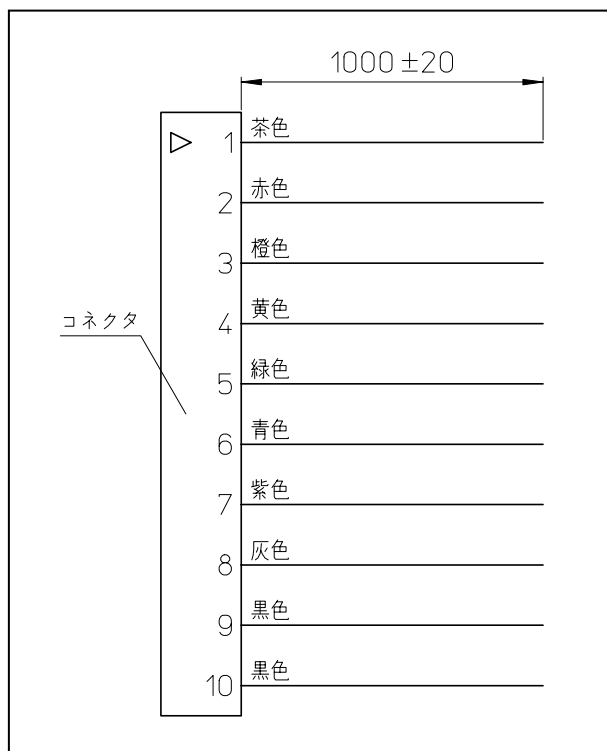 1000±20
1 茶色
2 赤色
3 橙色
4 黄色
コネクタ
5 緑色
6 青色
7 紫色
8 灰色
9 黒色
10 黒色